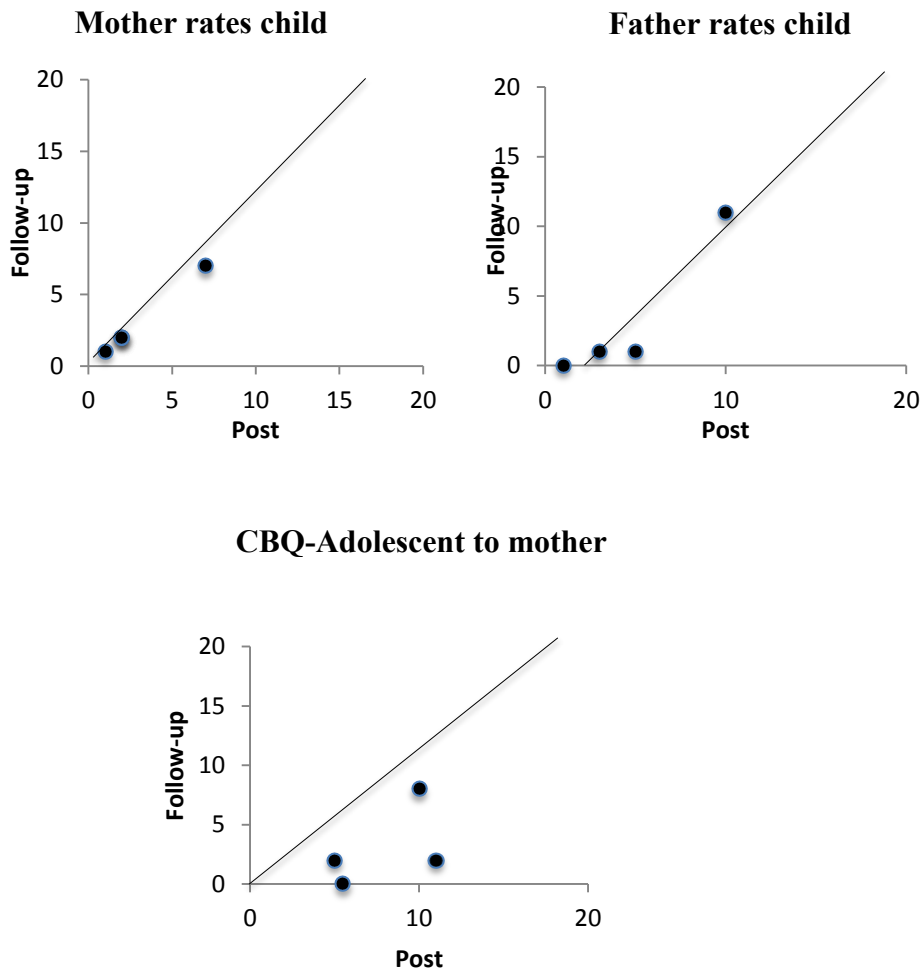 Mother rates child
20
15
10
5
0
Follow-up
0 5 10 15 20
Post
Father rates child
20
15
10
5
0
Follow-up
0 10 20
Post
CBQ-Adolescent to mother
20
15
10
5
0
Follow-up
0 10 20
Post